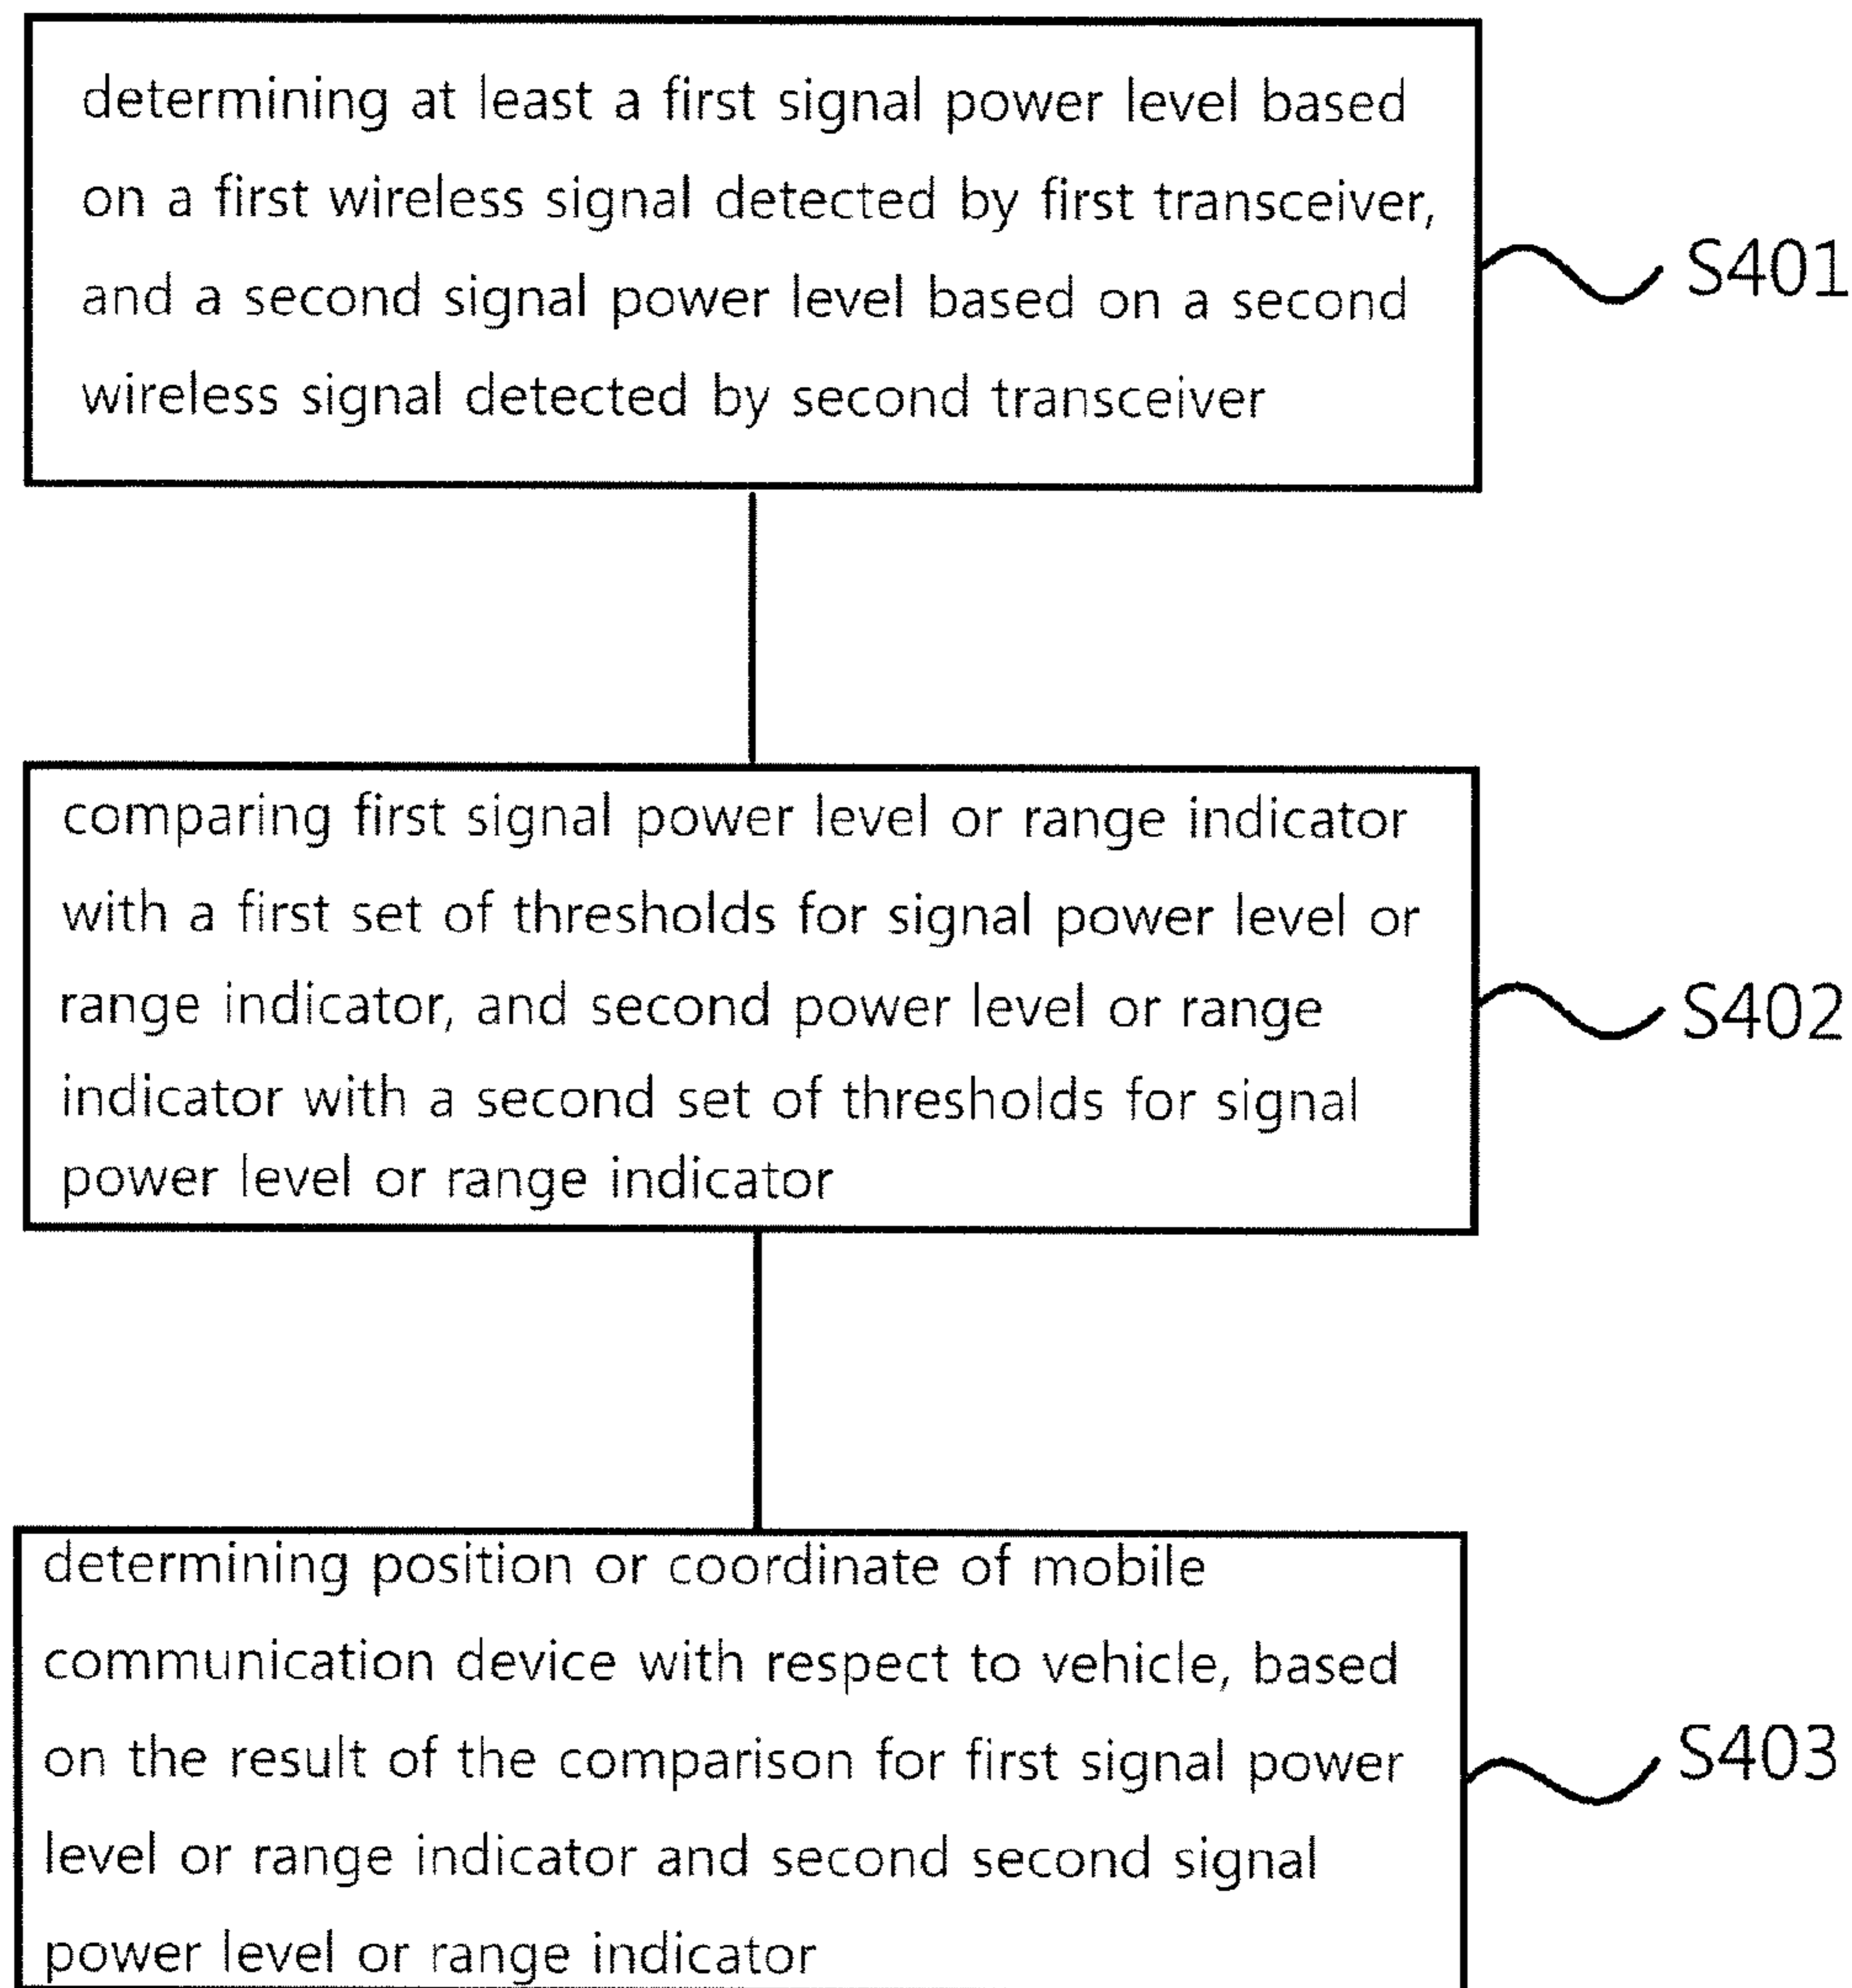 determining at least a first signal power level based
on a first wireless signal detected by first transceiver,
and a second signal power level based on a second
wireless signal detected by second transceiver
S401
comparing first signal power level or range indicator
with a first set of thresholds for signal power level or
range indicator, and second power level or range
indicator with a second set of thresholds for signal
power level or range indicator
S402
determining position or coordinate of mobile
communication device with respect to vehicle, based
on the result of the comparison for first signal power
level or range indicator and second second signal
power level or range indicator
S403